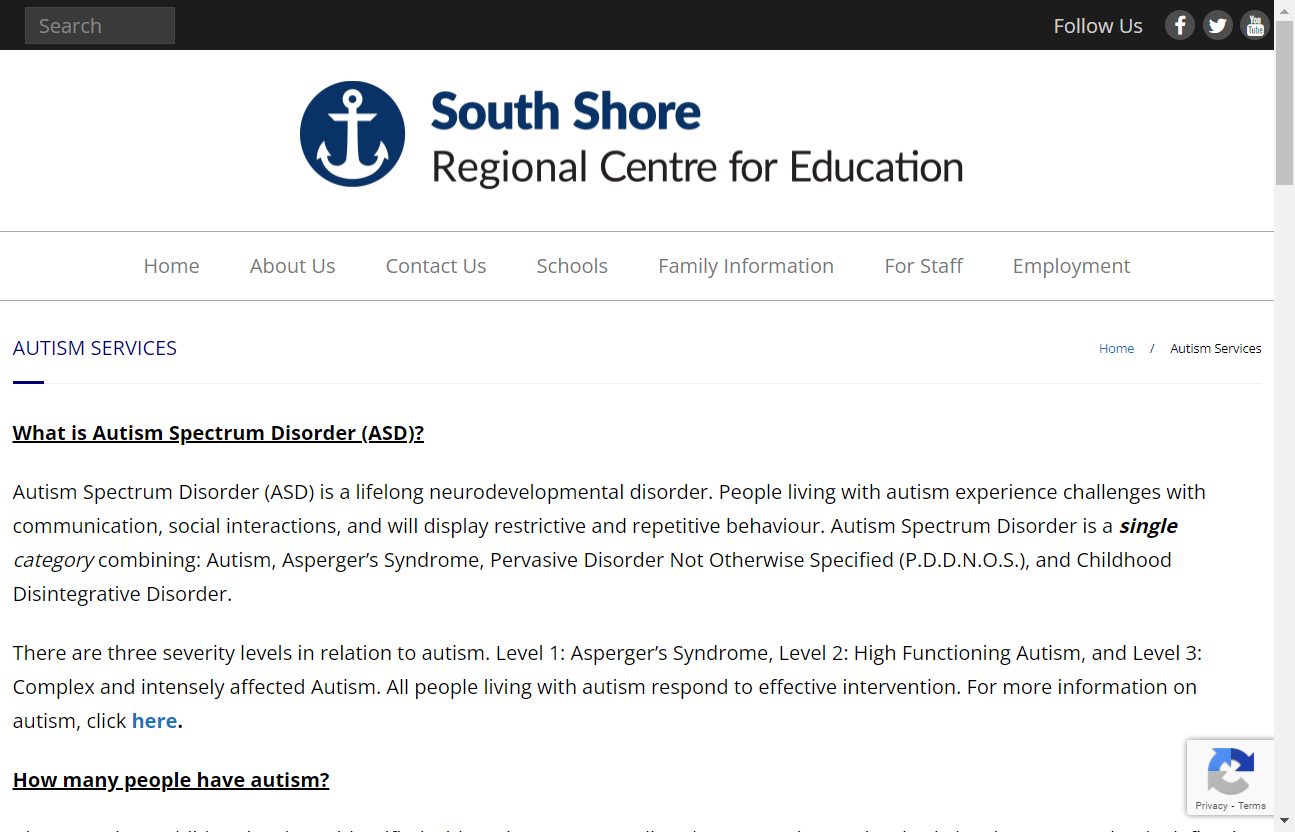 Search
Follow Us
You
Tube
South Shore
Regional Centre for Education
Home
About Us
Contact Us
Schools
Family Information
For Staff
Employment
AUTISM SERVICES
Home / Autism Services
What is Autism Spectrum Disorder (ASD)?
Autism Spectrum Disorder (ASD) is a lifelong neurodevelopmental disorder. People living with autism experience challenges with
communication, social interactions, and will display restrictive and repetitive behaviour. Autism Spectrum Disorder is a single
category combining: Autism, Asperger’s Syndrome, Pervasive Disorder Not Otherwise Specified (P.D.D.N.O.S.), and Childhood
Disintegrative Disorder.
There are three severity levels in relation to autism. Level 1: Asperger’s Syndrome, Level 2: High Functioning Autism, and Level 3:
Complex and intensely affected Autism. All people living with autism respond to effective intervention. For more information on
autism, click here.
How many people have autism?
Privacy - Terms